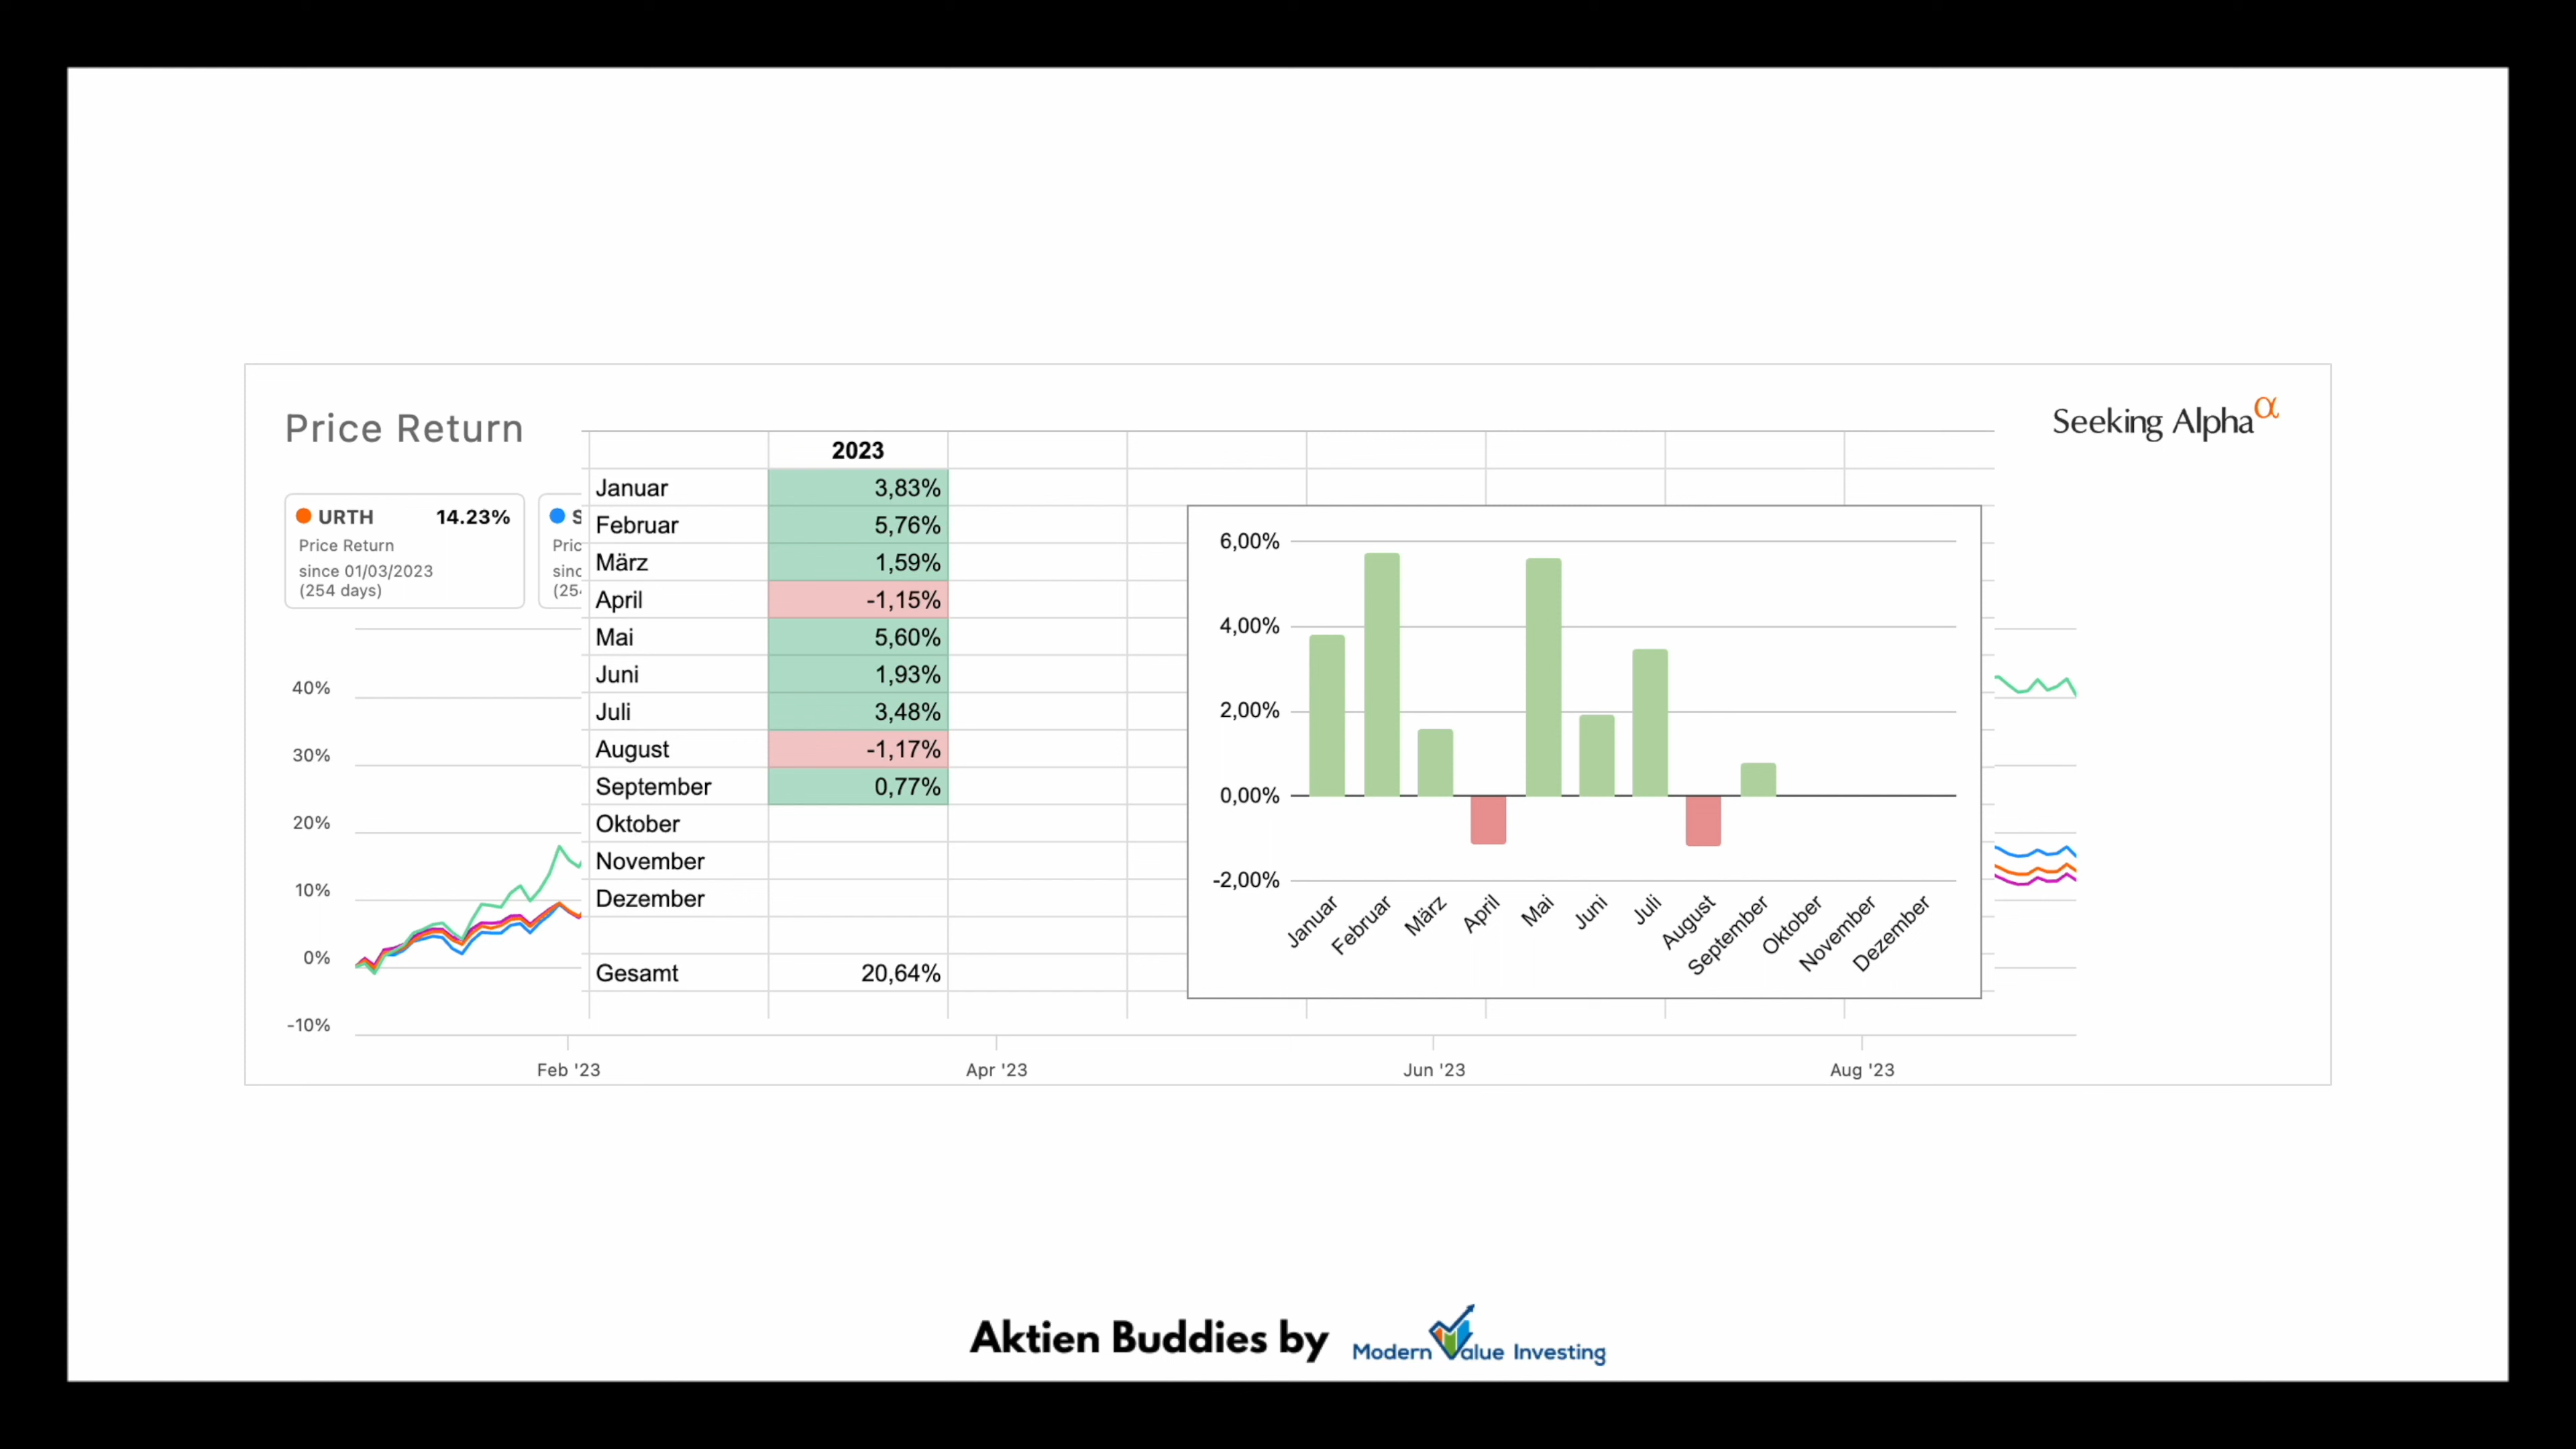 Price Return
Seeking Alpha α
URTH 14.23%
Price Return
since 01/03/2023
(254 days)
2023
Januar 3,83%
Februar 5,76%
März 1,59%
April -1,15%
Mai 5,60%
Juni 1,93%
Juli 3,48%
August -1,17%
September 0,77%
Oktober
November
Dezember
Gesamt 20,64%
6,00%
4,00%
2,00%
0,00%
-2,00%
Januar
Februar
März
April
Mai
Juni
Juli
August
September
Oktober
November
Dezember
40%
30%
20%
10%
0%
-10%
Feb '23
Apr '23
Jun '23
Aug '23
Aktien Buddies by
Modern Value Investing